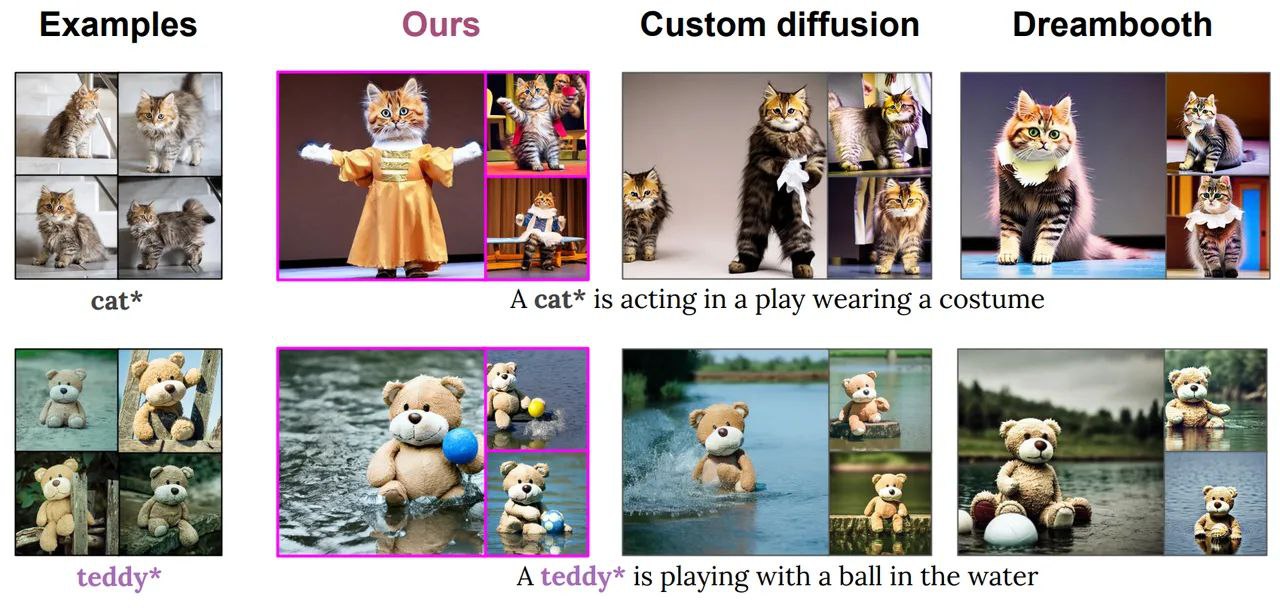 Examples Ours Custom diffusion Dreambooth
cat* A cat* is acting in a play wearing a costume
teddy* A teddy* is playing with a ball in the water